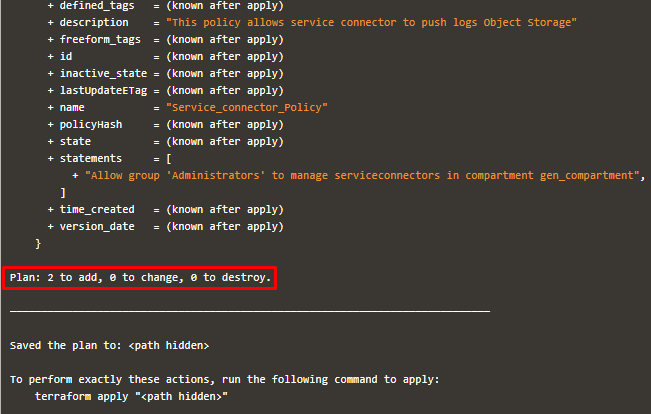 + defined_tags   = (known after apply)
+ description    = "This policy allows service connector to push logs Object Storage"
+ freeform_tags  = (known after apply)
+ id             = (known after apply)
+ inactive_state = (known after apply)
+ lastUpdateETag = (known after apply)
+ name           = "Service_connector_Policy"
+ policyHash     = (known after apply)
+ state          = (known after apply)
+ statements     = [
+ "Allow group 'Administrators' to manage serviceconnectors in compartment gen_compartment",
]
+ time_created   = (known after apply)
+ version_date   = (known after apply)
}
Plan: 2 to add, 0 to change, 0 to destroy.
Saved the plan to: <path hidden>
To perform exactly these actions, run the following command to apply:
terraform apply "<path hidden>"